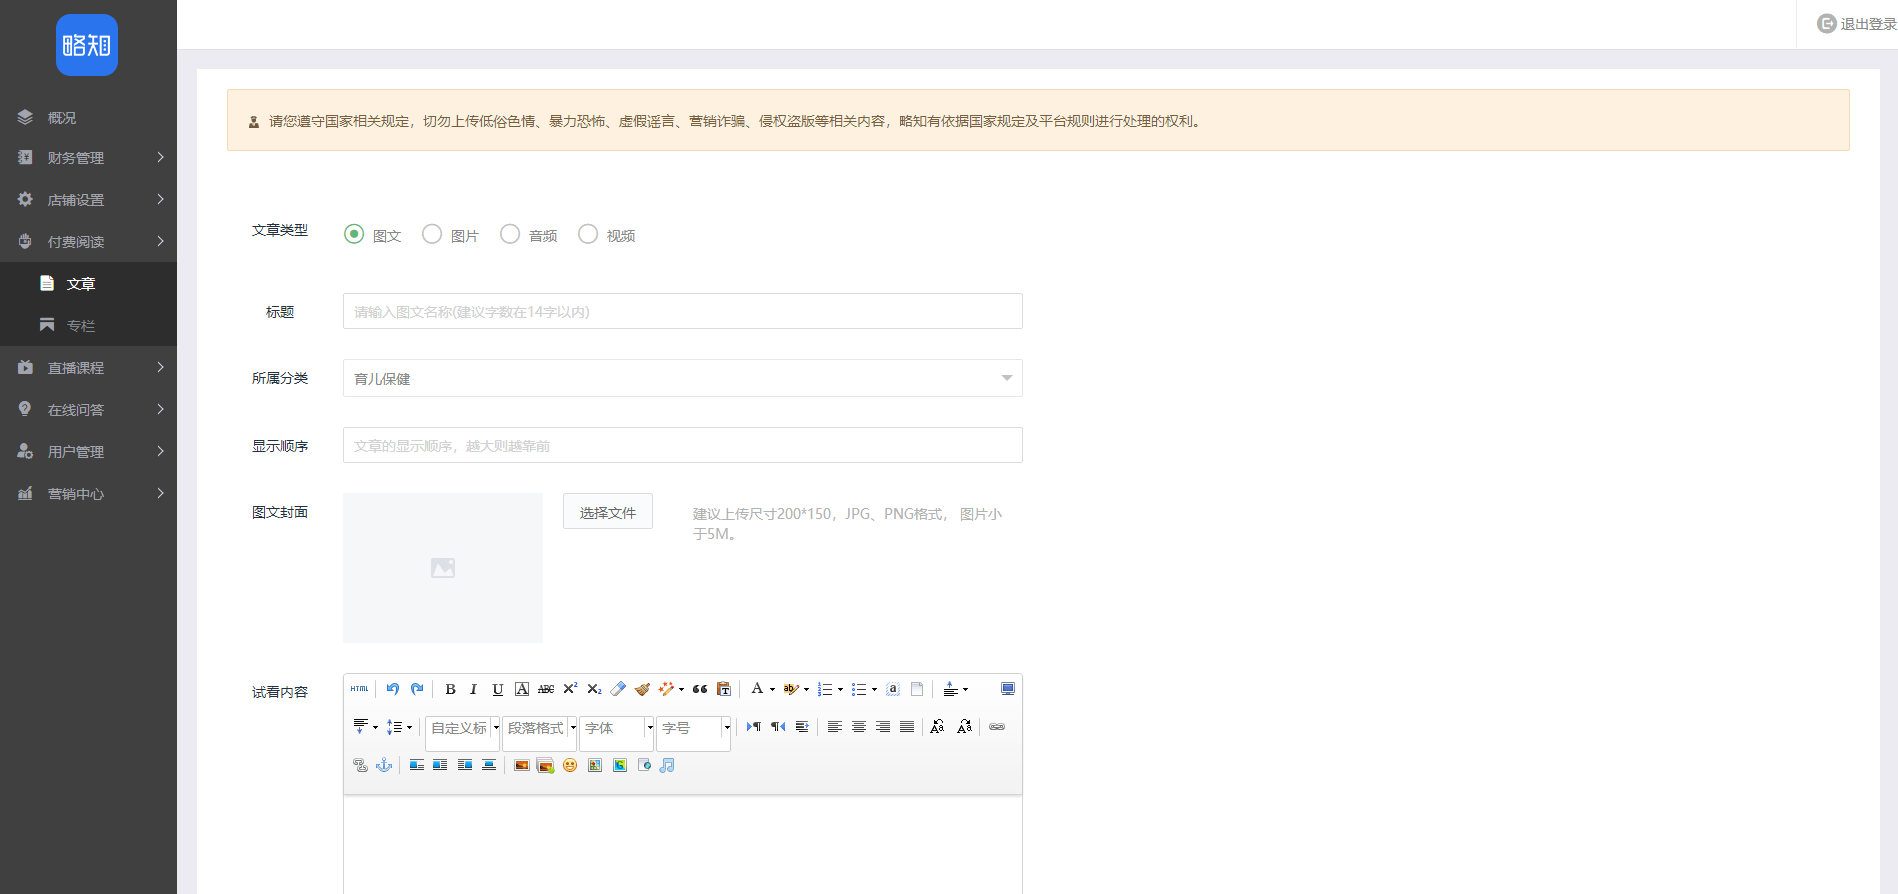 略知
退出登录
概况
财务管理
店铺设置
付费阅读
文章
专栏
直播课程
在线问答
用户管理
营销中心
请您遵守国家相关规定，切勿上传低俗色情、暴力恐怖、虚假谣言、营销诈骗、侵权盗版等相关内容，略知有依据国家规定及平台规则进行处理的权利。
文章类型 图文 图片 音频 视频
标题 请输入图文名称(建议字数在14字以内)
所属分类 育儿保健
显示顺序 文章的显示顺序，越大则越靠前
图文封面 选择文件 建议上传尺寸200*150，JPG、PNG格式， 图片小
于5M。
试看内容 HTML B I U A ABC X² X₂ A ab a
自定义标 段落格式 字体 字号